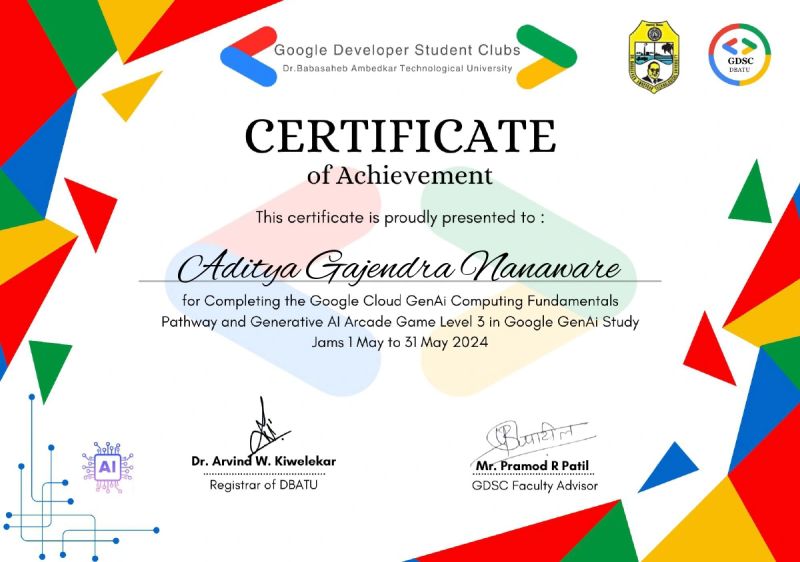 Google Developer Student Clubs
Dr.Babasaheb Ambedkar Technological University
GDSC
DBATU
CERTIFICATE
of Achievement
This certificate is proudly presented to :
Aditya Gajendra Nanaware
for Completing the Google Cloud GenAi Computing Fundamentals
Pathway and Generative AI Arcade Game Level 3 in Google GenAi Study
Jams 1 May to 31 May 2024
AI
Dr. Arvind W. Kiwelekar
Registrar of DBATU
Mr. Pramod R Patil
GDSC Faculty Advisor